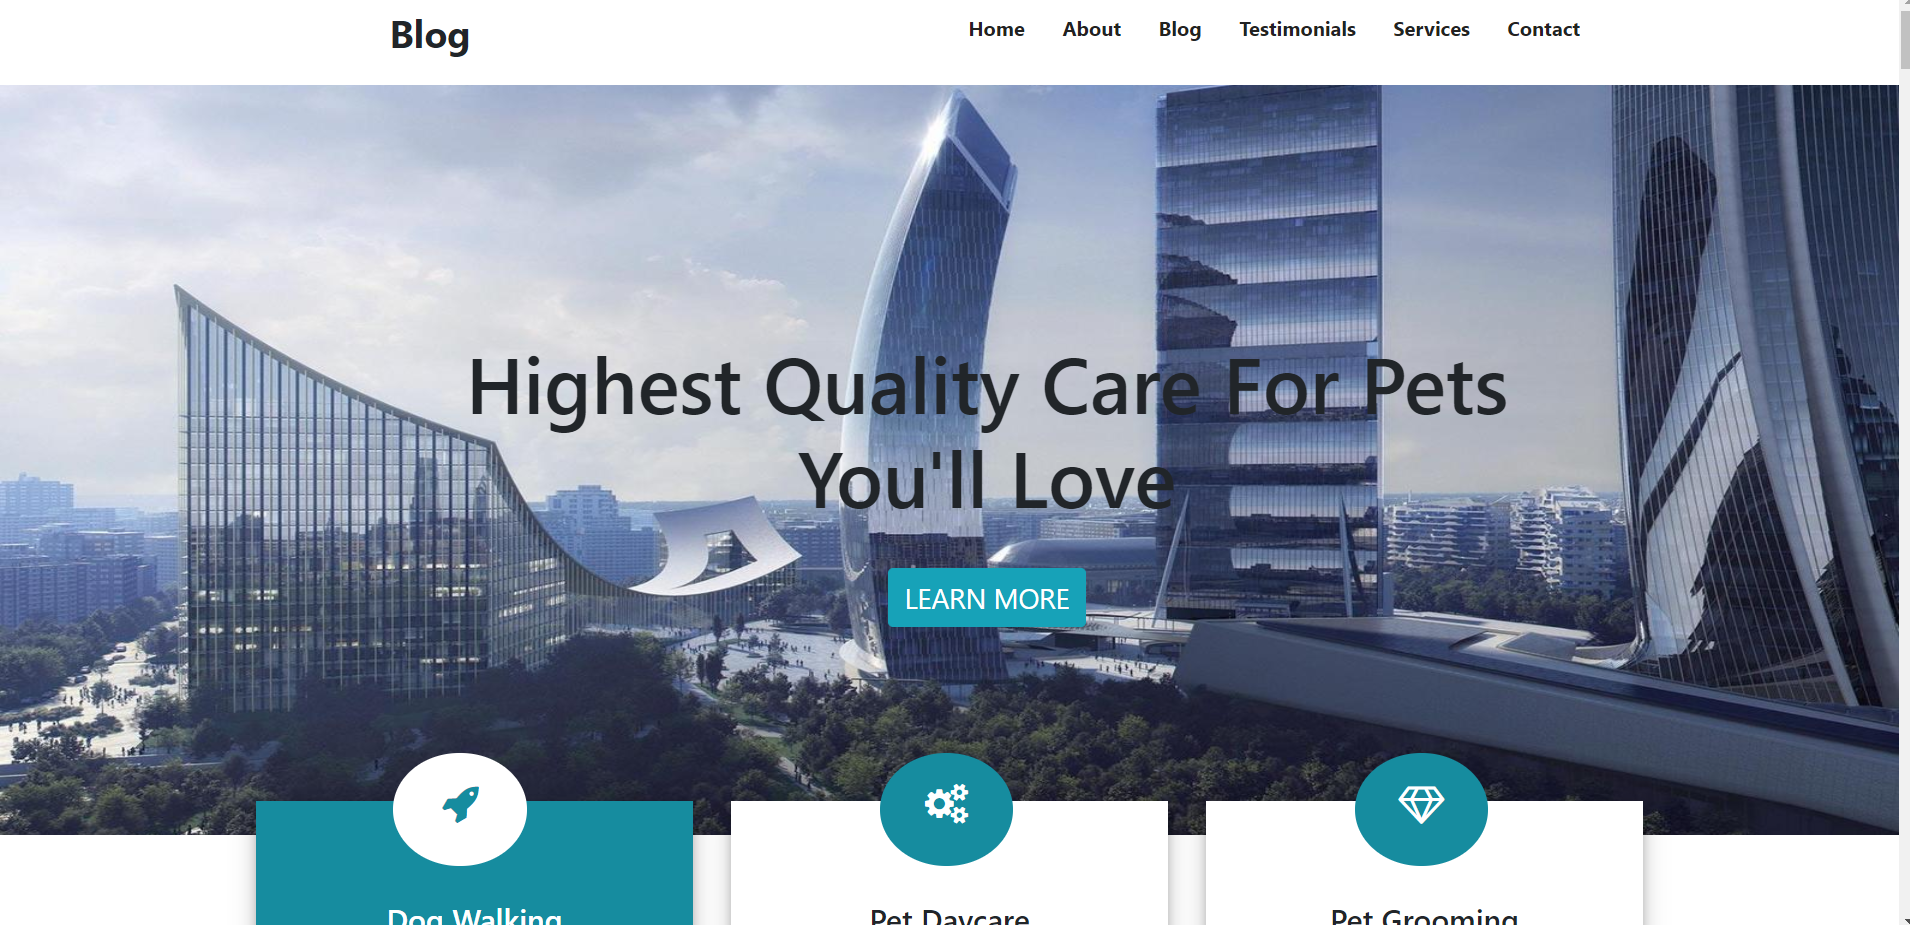 Blog
Home About Blog Testimonials Services Contact
Highest Quality Care For Pets
You'll Love
LEARN MORE
Dog Walking
Pet Daycare
Pet Grooming